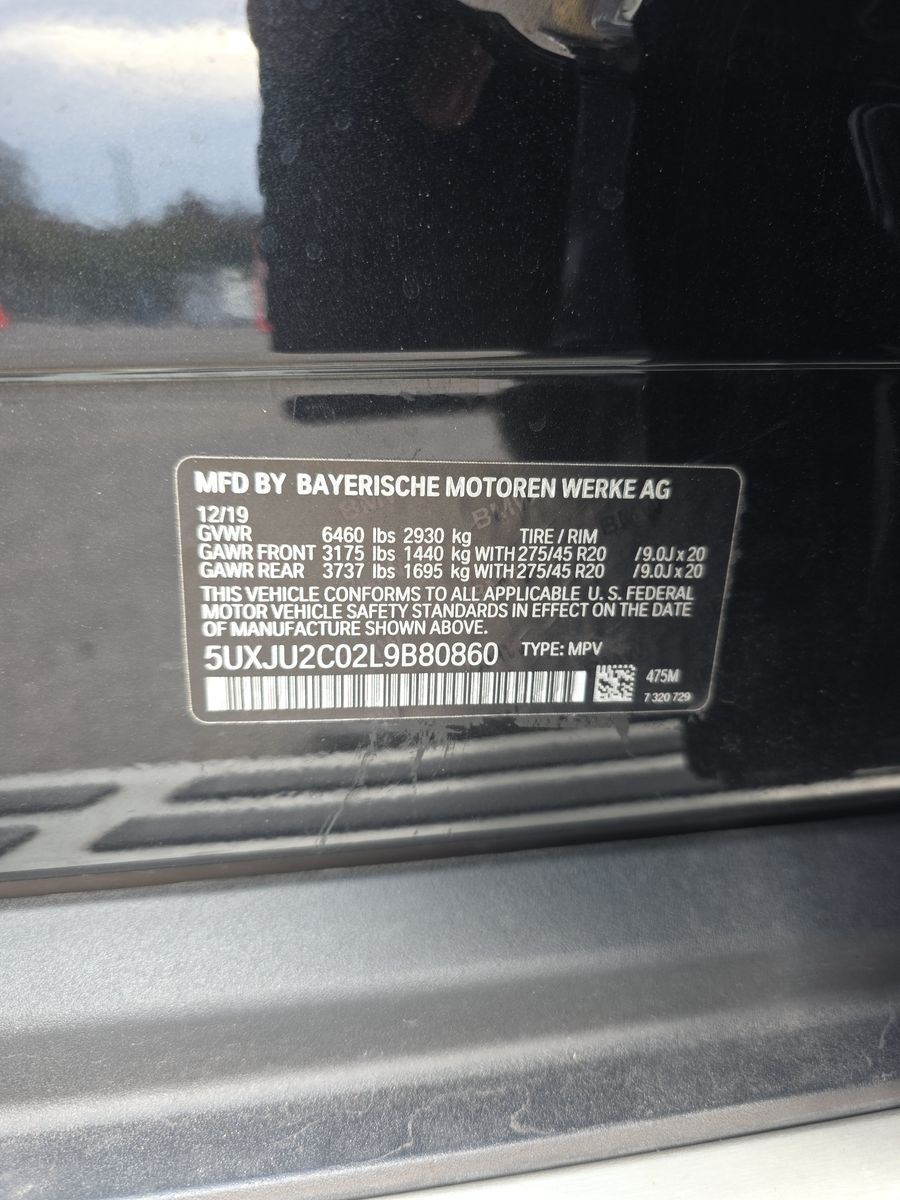 MFD BY BAYERISCHE MOTOREN WERKE AG
12/19
GVWR 6460 lbs 2930 kg TIRE / RIM
GAWR FRONT 3175 lbs 1440 kg WITH 275/45 R20 / 9.0J x 20
GAWR REAR 3737 lbs 1695 kg WITH 275/45 R20 / 9.0J x 20
THIS VEHICLE CONFORMS TO ALL APPLICABLE U. S. FEDERAL
MOTOR VEHICLE SAFETY STANDARDS IN EFFECT ON THE DATE
OF MANUFACTURE SHOWN ABOVE.
5UXJU2C02L9B80860 TYPE: MPV
475M
7 320 729